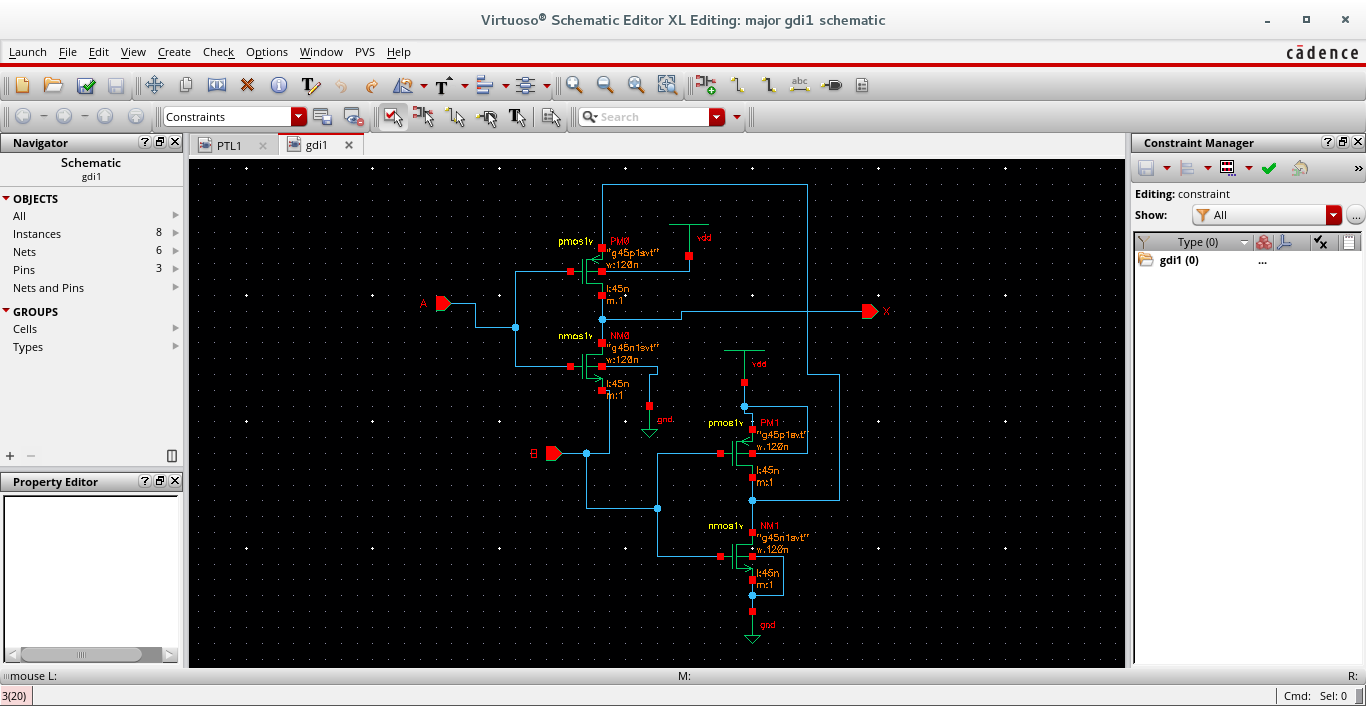 Virtuoso® Schematic Editor XL Editing: major gdi1 schematic
Launch File Edit View Create Check Options Window PVS Help
cādence
abc
Constraints
Search
Navigator
PTL1
gdi1
Constraint Manager
Schematic
gdi1
OBJECTS
All
Instances 8
Nets 6
Pins 3
Nets and Pins
GROUPS
Cells
Types
Property Editor
Editing: constraint
Show: All ...
Type (0)
gdi1 (0) ...
pmos1v PM0
vdd
"g45p1svt"
w:120n
l:45n
m:1
A
X
nmos1v NM0
"g45n1svt"
w:120n
l:45n
m:1
vdd
gnd
B
pmos1v PM1
"g45p1svt"
w:120n
l:45n
m:1
nmos1v NM1
"g45n1svt"
w:120n
l:45n
m:1
gnd
mouse L: M: R:
3(20) Cmd: Sel: 0